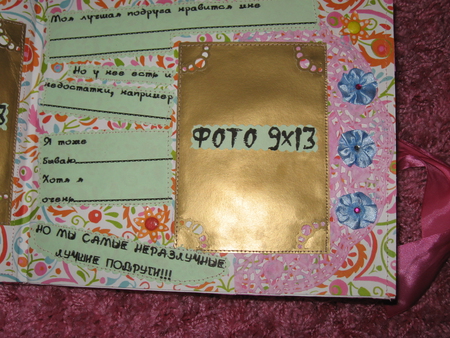 Моя лучшая подруга нравится мне
Но у нее есть и
недостатки, например
Я тоже
бываю
Хотя я
очень
НО МЫ САМЫЕ НЕРАЗЛУЧНЫЕ
ЛУЧШИЕ ПОДРУГИ!!!
ФОТО 9х13